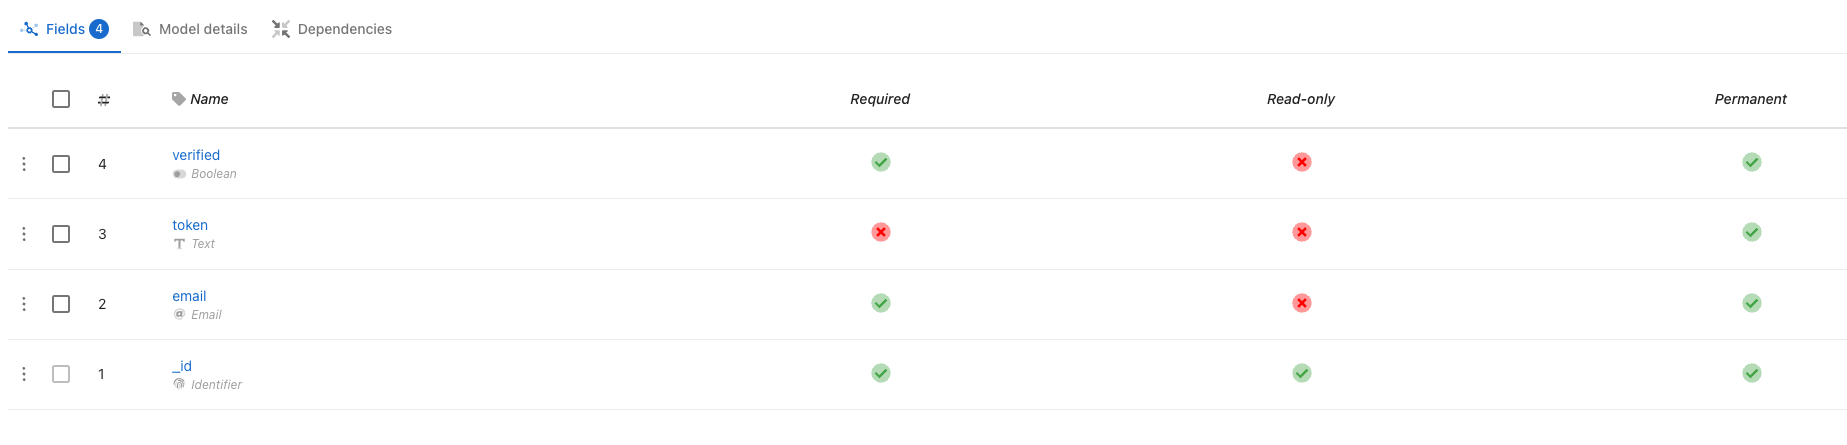 Fields 4 Model details Dependencies
# Name Required Read-only Permanent
4 verified
Boolean
3 token
Text
2 email
Email
1 _id
Identifier